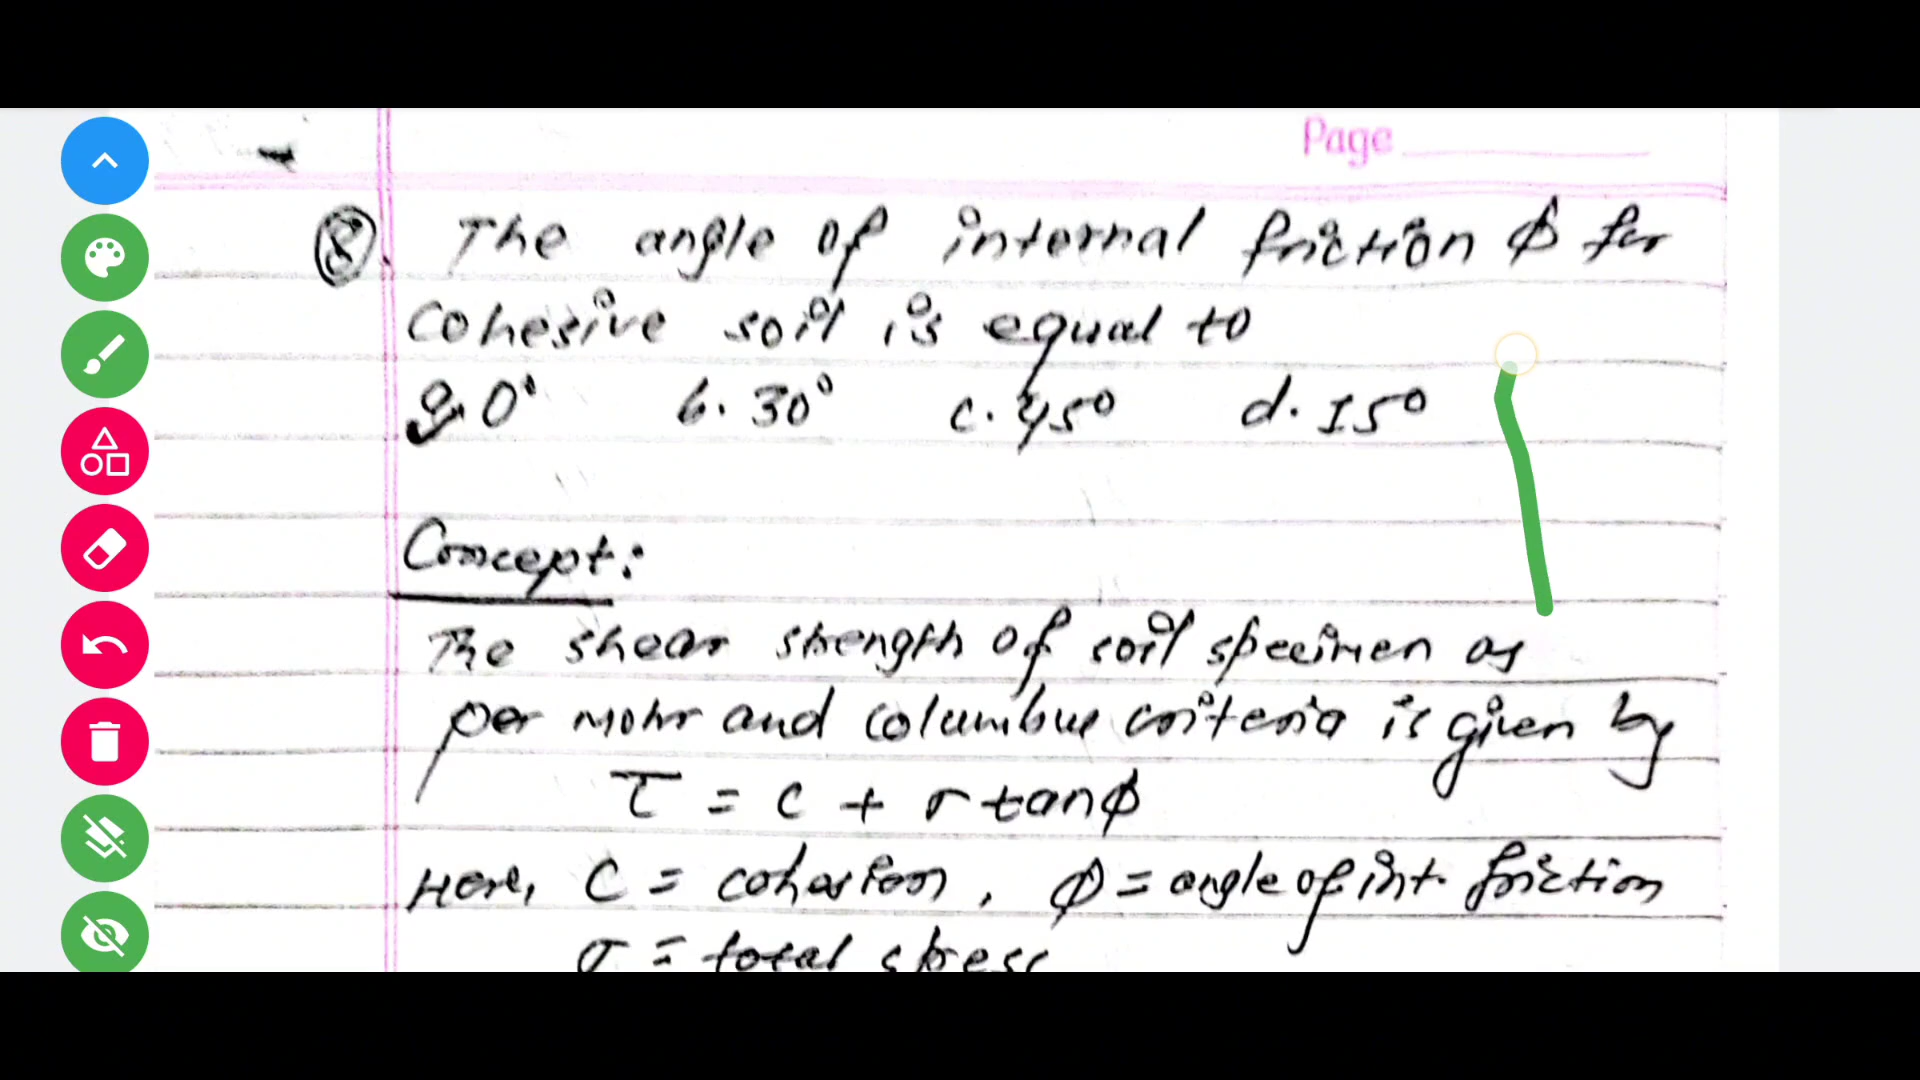 Page
8. The angle of internal friction φ for
Cohesive soil is equal to
a. 0° b. 30° c. 45° d. 15°
Concept:
The shear strength of soil specimen as
per mohr and columbus criteria is given by
τ = c + σ tanφ
Here, C = cohesion, φ = angle of int. friction
σ = total stress